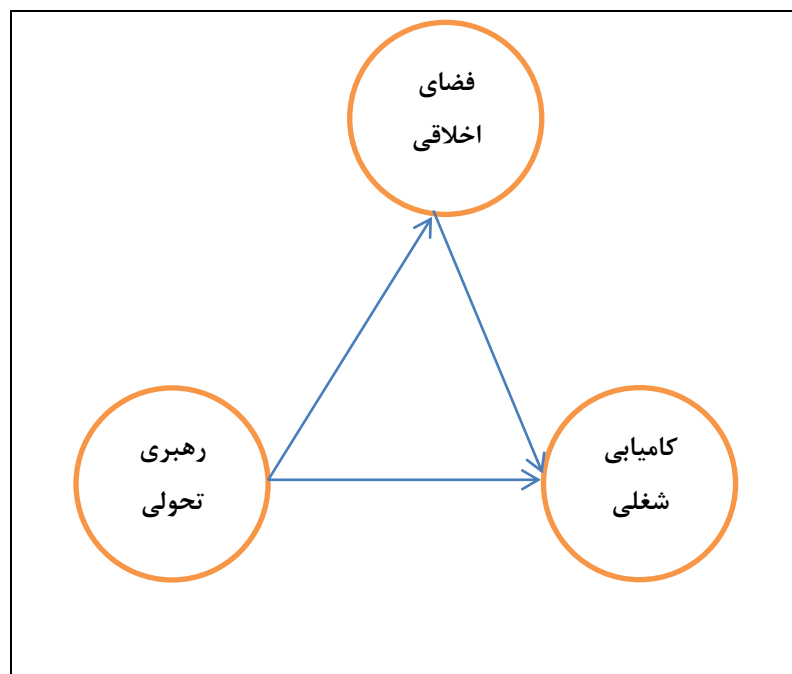 فضای
اخلاقی
رهبری
تحولی
کامیابی
شغلی